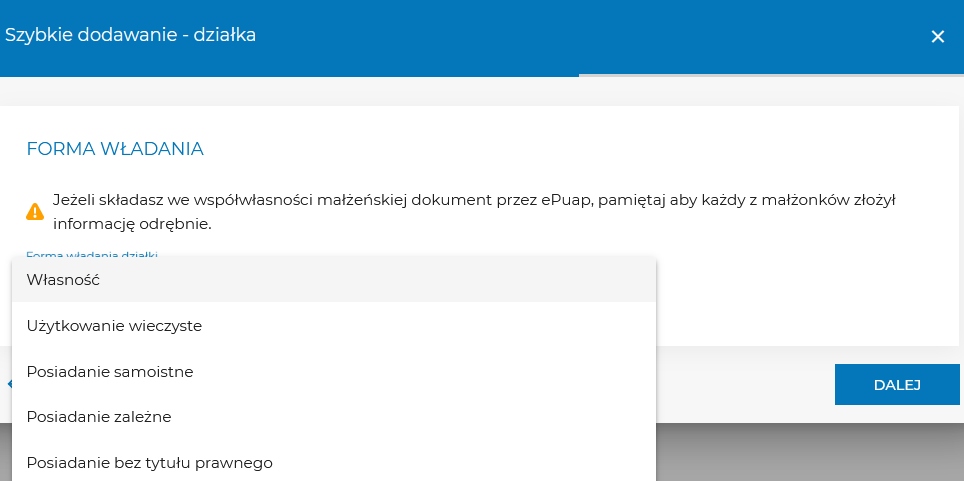 Szybkie dodawanie - działka
FORMA WŁADANIA
Jeżeli składasz we współwłasności małżeńskiej dokument przez ePuap, pamiętaj aby każdy z małżonków złożył
informację odrębnie.
Forma władania działki
Własność
Użytkowanie wieczyste
Posiadanie samoistne
DALEJ
Posiadanie zależne
Posiadanie bez tytułu prawnego